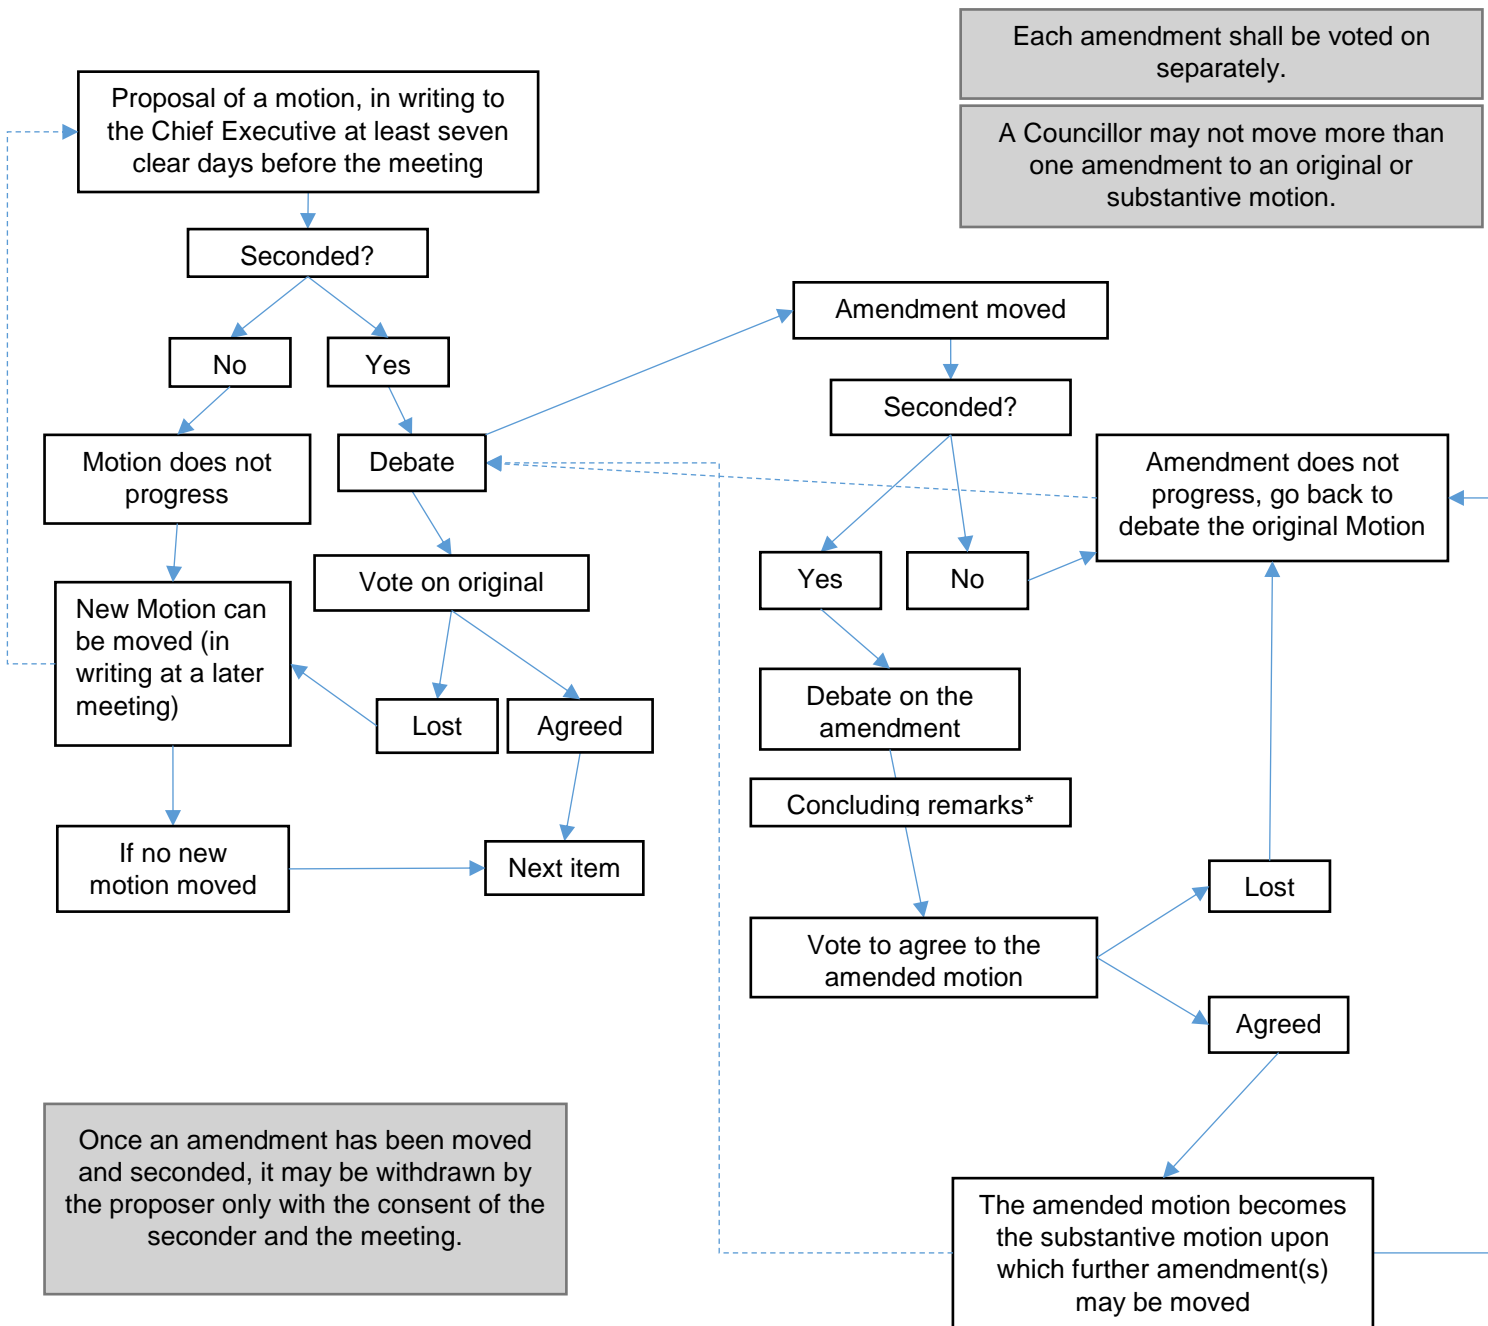 Each amendment shall be voted on
separately.
A Councillor may not move more than
one amendment to an original or
substantive motion.
Proposal of a motion, in writing to
the Chief Executive at least seven
clear days before the meeting
Seconded?
No
Yes
Motion does not
progress
Debate
New Motion can
be moved (in
writing at a later
meeting)
Vote on original
Lost
Agreed
If no new
motion moved
Next item
Amendment moved
Seconded?
Yes
No
Amendment does not
progress, go back to
debate the original Motion
Debate on the
amendment
Concluding remarks*
Vote to agree to the
amended motion
Lost
Agreed
The amended motion becomes
the substantive motion upon
which further amendment(s)
may be moved
Once an amendment has been moved
and seconded, it may be withdrawn by
the proposer only with the consent of the
seconder and the meeting.